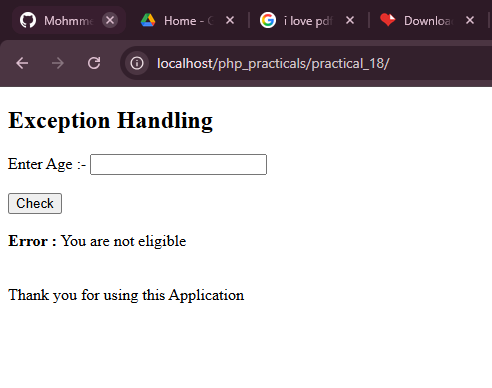 Mohmm
Home - G
i love pdf
Downloa
localhost/php_practicals/practical_18/
Exception Handling
Enter Age :-
Check
Error : You are not eligible
Thank you for using this Application